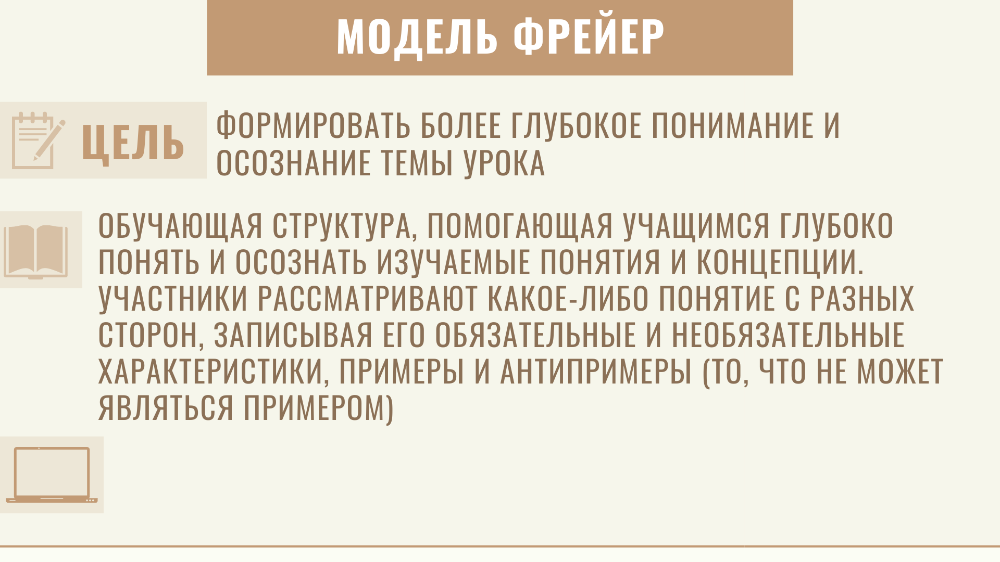 МОДЕЛЬ ФРЕЙЕР
ЦЕЛЬ
ФОРМИРОВАТЬ БОЛЕЕ ГЛУБОКОЕ ПОНИМАНИЕ И
ОСОЗНАНИЕ ТЕМЫ УРОКА
ОБУЧАЮЩАЯ СТРУКТУРА, ПОМОГАЮЩАЯ УЧАЩИМСЯ ГЛУБОКО
ПОНЯТЬ И ОСОЗНАТЬ ИЗУЧАЕМЫЕ ПОНЯТИЯ И КОНЦЕПЦИИ.
УЧАСТНИКИ РАССМАТРИВАЮТ КАКОЕ-ЛИБО ПОНЯТИЕ С РАЗНЫХ
СТОРОН, ЗАПИСЫВАЯ ЕГО ОБЯЗАТЕЛЬНЫЕ И НЕОБЯЗАТЕЛЬНЫЕ
ХАРАКТЕРИСТИКИ, ПРИМЕРЫ И АНТИПРИМЕРЫ (ТО, ЧТО НЕ МОЖЕТ
ЯВЛЯТЬСЯ ПРИМЕРОМ)